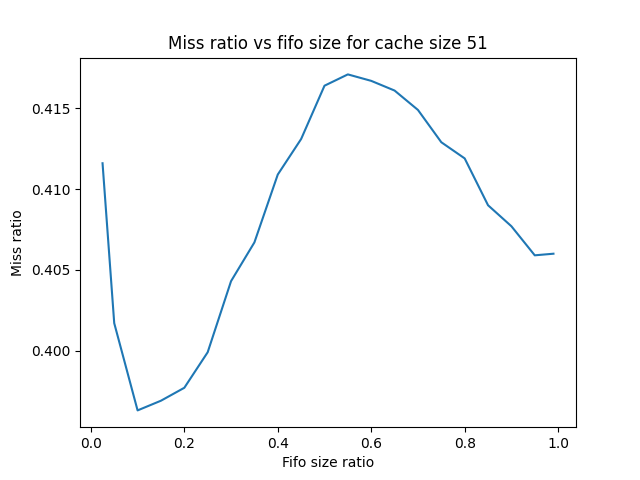 Miss ratio vs fifo size for cache size 51
0.415
0.410
0.405
0.400
Miss ratio
0.0 0.2 0.4 0.6 0.8 1.0
Fifo size ratio